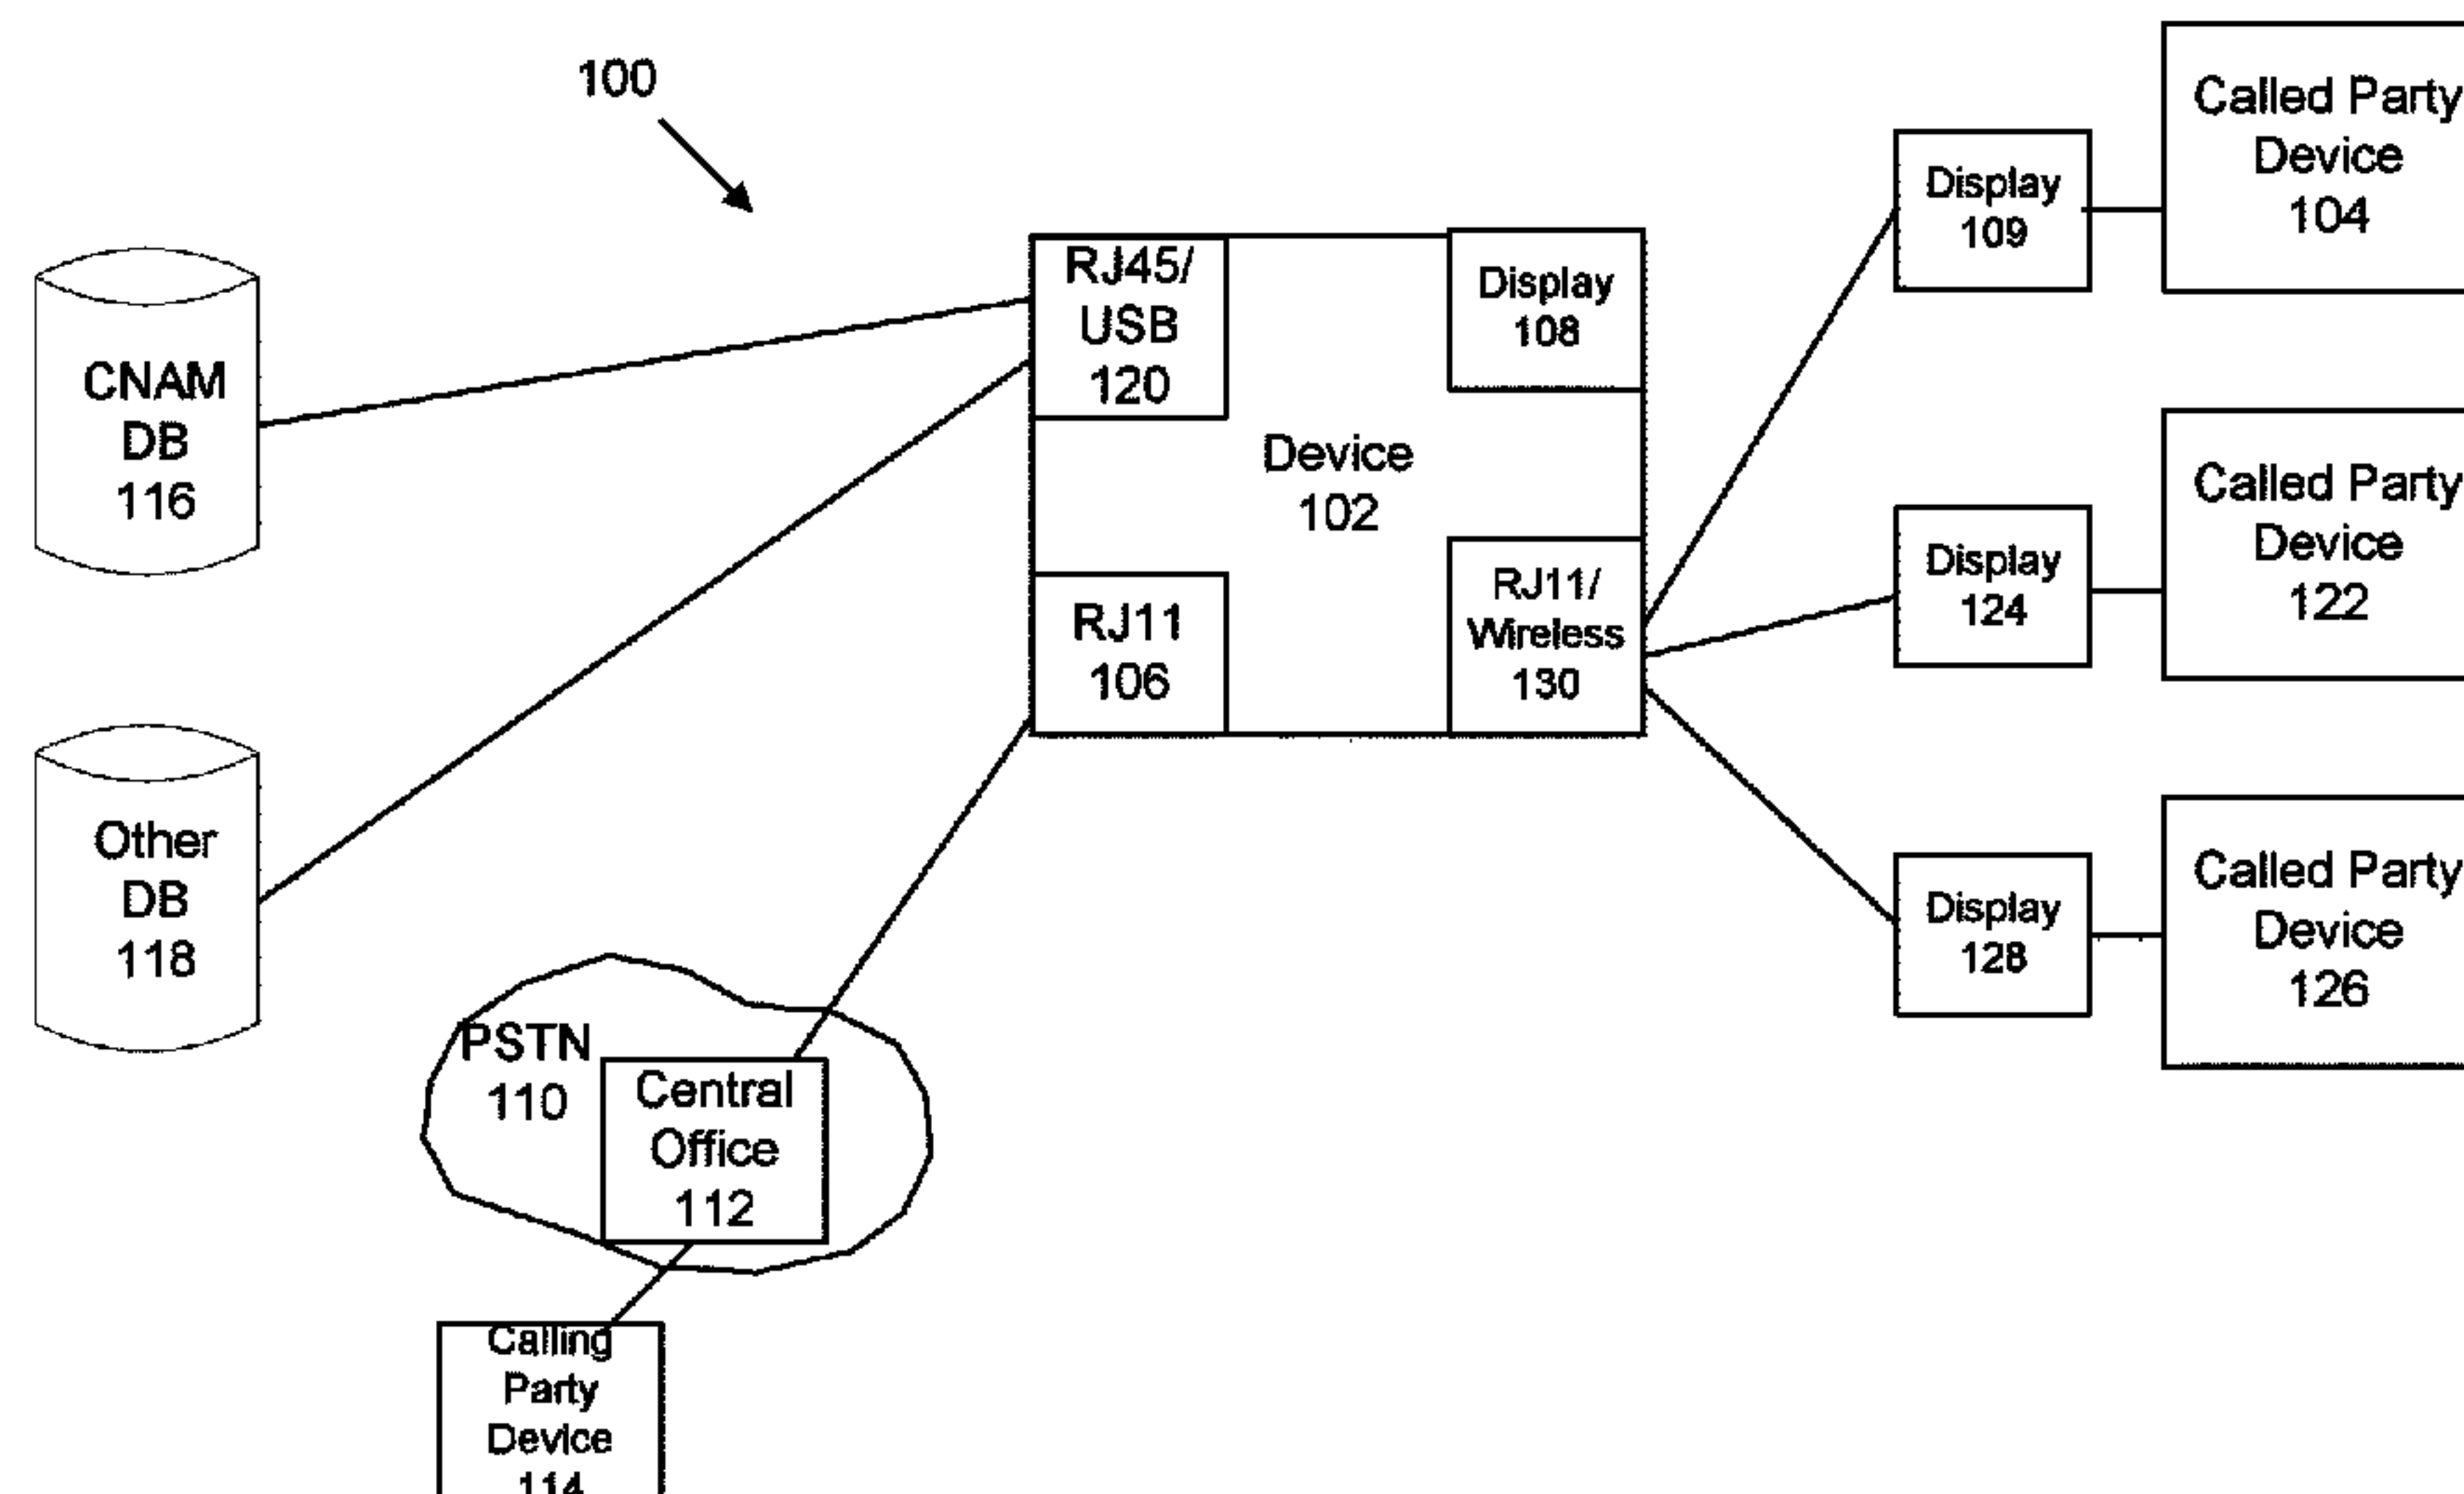 100
CNAM
DB
116
Other
DB
118
RJ45/
USB
120
Display
108
Device
102
RJ11
106
RJ11/
Wireless
130
PSTN
110
Central
Office
112
Calling
Party
Device
114
Display
109
Called Party
Device
104
Display
124
Called Party
Device
122
Display
128
Called Party
Device
126